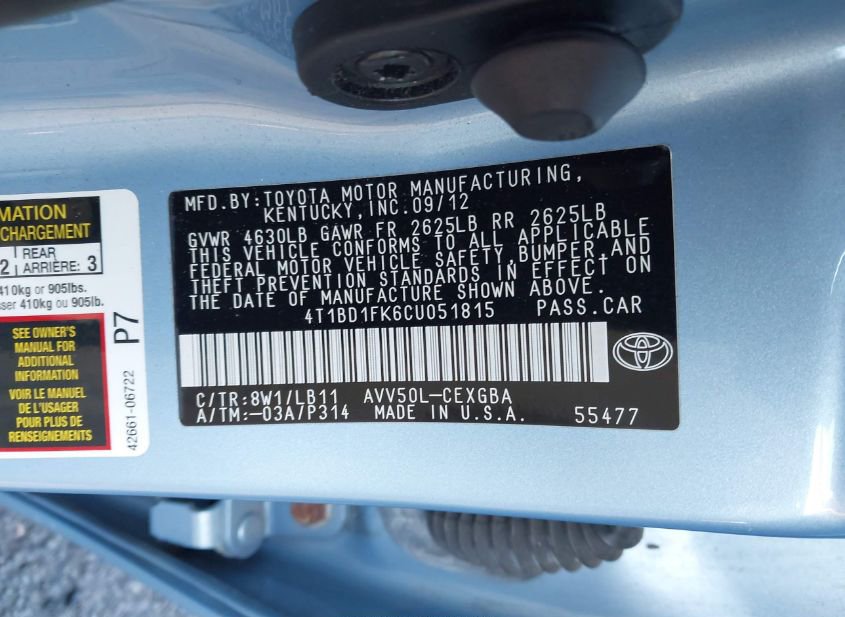 MATION
CHARGEMENT
2 REAR ARRIÈRE: 3
410kg or 905lbs.
sser 410kg ou 905lb.
SEE OWNER'S
MANUAL FOR
ADDITIONAL
INFORMATION
VOIR LE MANUEL
DE L'USAGER
POUR PLUS DE
RENSEIGNEMENTS
P7
42661-06722
MFD.BY:TOYOTA MOTOR MANUFACTURING,
KENTUCKY,INC.09/12
GVWR 4630LB GAWR FR 2625LB RR 2625LB
THIS VEHICLE CONFORMS TO ALL APPLICABLE
FEDERAL MOTOR VEHICLE SAFETY,BUMPER,AND
THEFT PREVENTION STANDARDS IN EFFECT ON
THE DATE OF MANUFACTURE SHOWN ABOVE.
4T1BD1FK6CU051815 PASS.CAR
C/TR:8W1/LB11 AVV50L-CEXGBA
A/TM:-03A/P314 MADE IN U.S.A. 55477